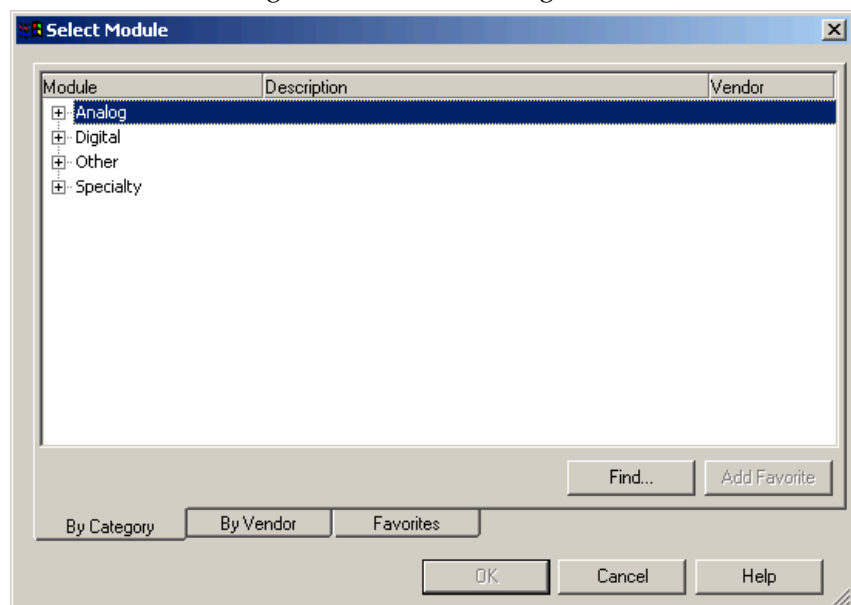 Select Module
Module Description Vendor
Analog
Digital
Other
Specialty
Find... Add Favorite
By Category By Vendor Favorites
OK Cancel Help